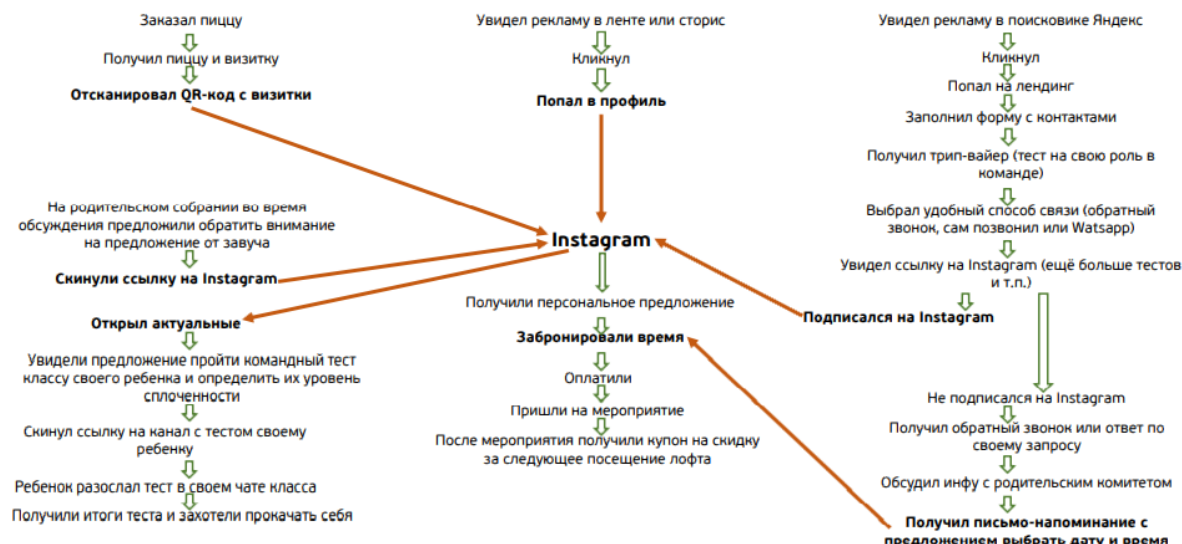 Заказал пиццу
Получил пиццу и визитку
Отсканировал QR-код с визитки
На родительском собрании во время
обсуждения предложили обратить внимание
на предложение от завуча
Скинули ссылку на Instagram
Открыл актуальные
Увидели предложение пройти командный тест
классу своего ребенка и определить их уровень
сплоченности
Скинул ссылку на канал с тестом своему
ребенку
Ребенок разослал тест в своем чате класса
Получили итоги теста и захотели прокачать себя
Увидел рекламу в ленте или сторис
Кликнул
Попал в профиль
Instagram
Получили персональное предложение
Забронировали время
Оплатили
Пришли на мероприятие
После мероприятия получили купон на скидку
за следующее посещение лофта
Увидел рекламу в поисковике Яндекс
Кликнул
Попал на лендинг
Заполнил форму с контактами
Получил трип-вайер (тест на свою роль в
команде)
Выбрал удобный способ связи (обратный
звонок, сам позвонил или Watsapp)
Увидел ссылку на Instagram (ещё больше тестов
и т.п.)
Подписался на Instagram
Не подписался на Instagram
Получил обратный звонок или ответ по
своему запросу
Обсудил инфу с родительским комитетом
Получил письмо-напоминание с
предложением выбрать дату и время